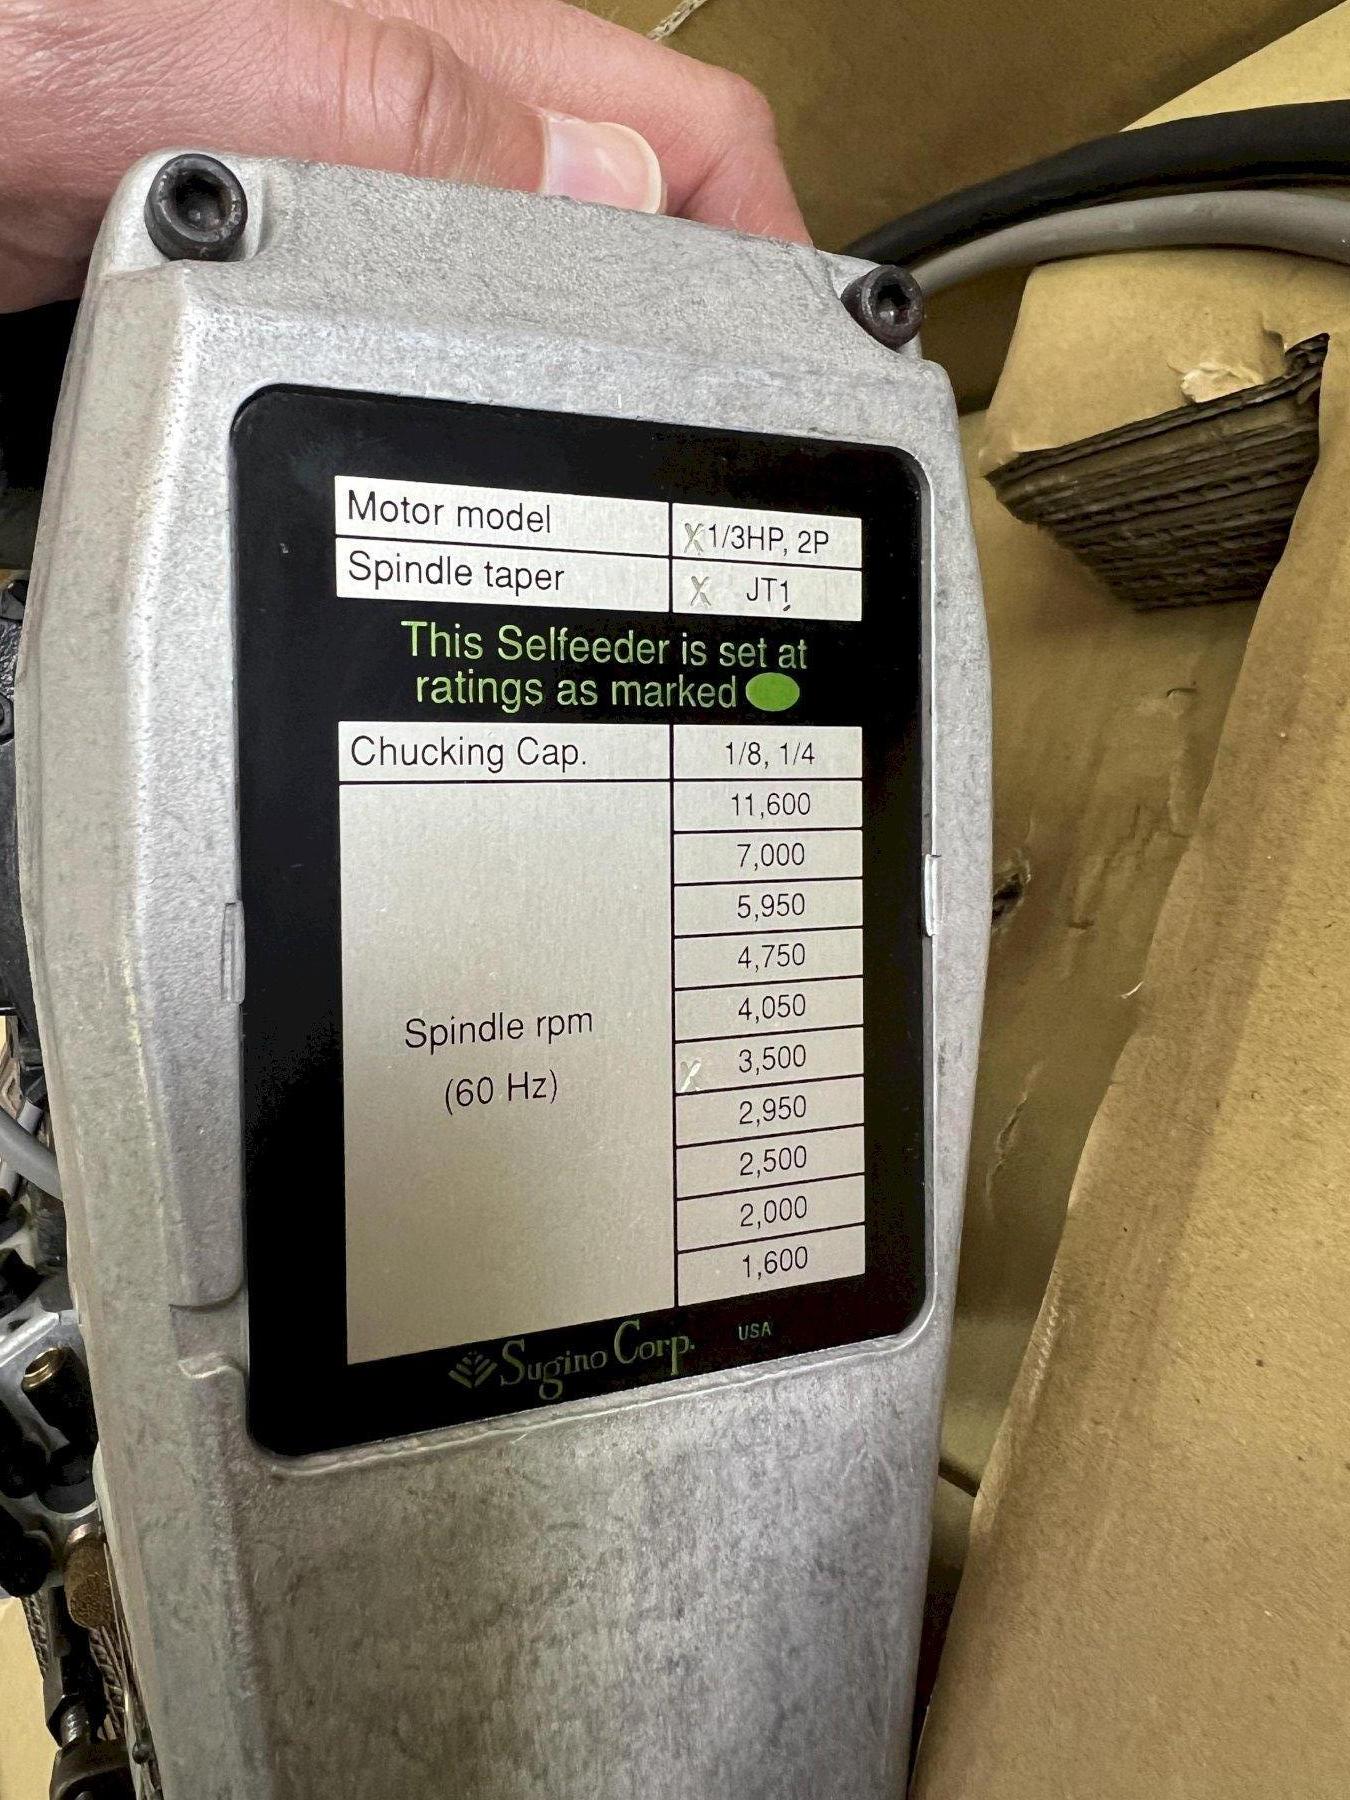 Motor model X 1/3HP, 2P
Spindle taper X JT1
This Selfeeder is set at
ratings as marked
Chucking Cap. 1/8, 1/4
11,600
7,000
5,950
4,750
4,050
Spindle rpm
(60 Hz)
X 3,500
2,950
2,500
2,000
1,600
Sugino Corp. USA